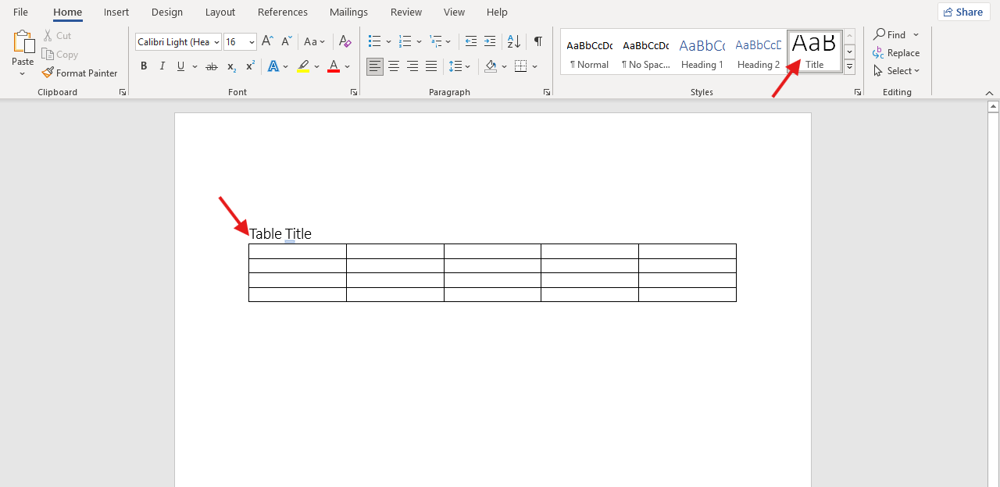 File Home Insert Design Layout References Mailings Review View Help Share
Paste
Cut
Copy
Format Painter
Clipboard
Calibri Light (Hea 16 Aa
B I U ab x₂ x² A A
Font
Paragraph
AaBbCcDc AaBbCcDc AaBbCc AaBbCcD AaB
¶ Normal ¶ No Spac... Heading 1 Heading 2 Title
Styles
Find
Replace
Select
Editing
Table Title